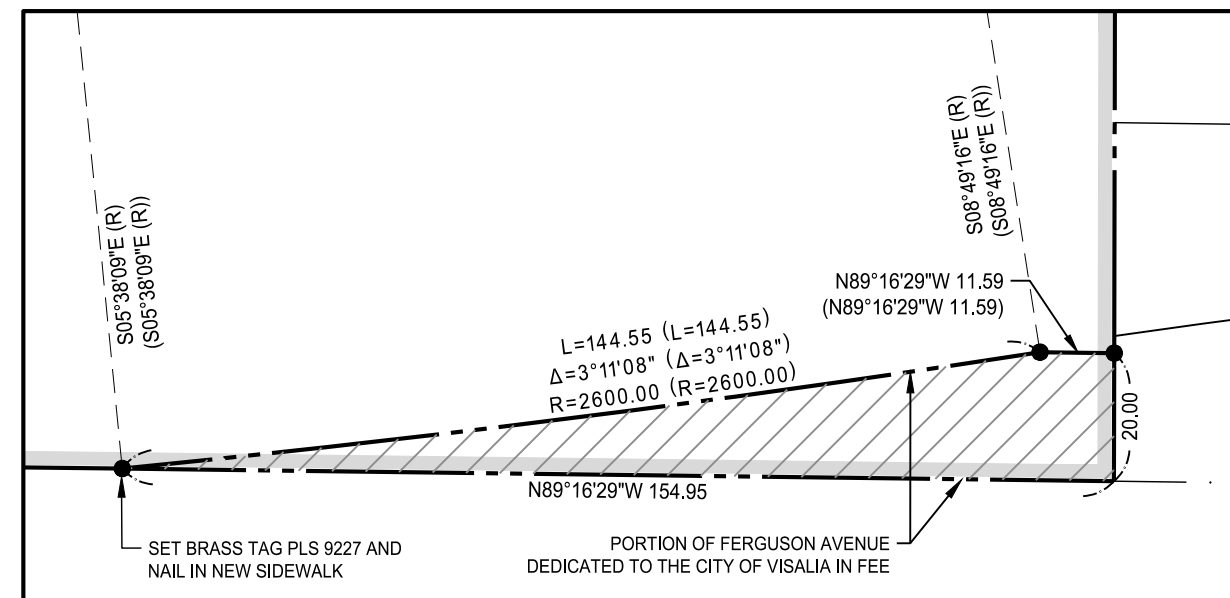 S05°38'09"E (R)
(S05°38'09"E (R))
S08°49'16"E (R)
(S08°49'16"E (R))
N89°16'29"W 11.59
(N89°16'29"W 11.59)
L=144.55 (L=144.55)
Δ=3°11'08" (Δ=3°11'08")
R=2600.00 (R=2600.00)
20.00
N89°16'29"W 154.95
SET BRASS TAG PLS 9227 AND
NAIL IN NEW SIDEWALK
PORTION OF FERGUSON AVENUE
DEDICATED TO THE CITY OF VISALIA IN FEE